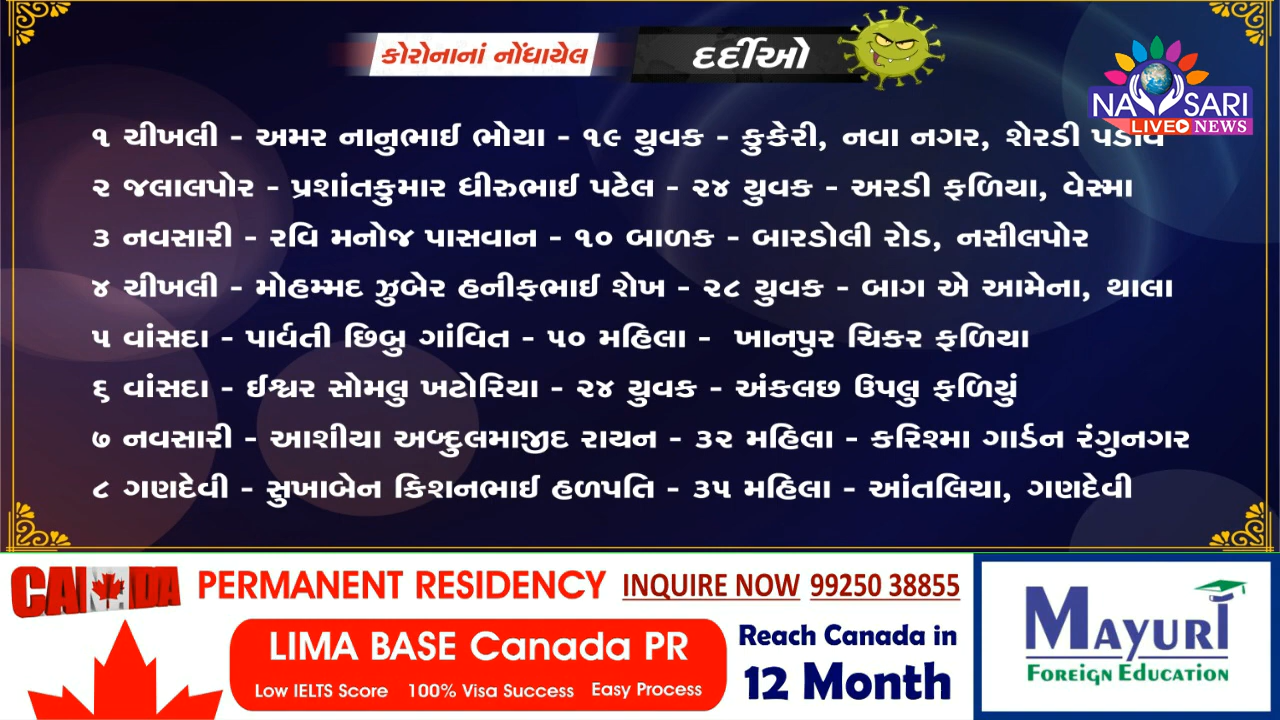 કોરોનાનાં નોંધાયેલ દર્દીઓ
NAVSARI
LIVE NEWS
૧ ચીખલી - અમર નાનુભાઈ ભોયા - ૧૯ યુવક - કુકેરી, નવા નગર, શેરડી પડાવ
૨ જલાલપોર - પ્રશાંતકુમાર ધીરુભાઈ પટેલ - ૨૪ યુવક - અરડી ફળિયા, વેસ્મા
૩ નવસારી - રવિ મનોજ પાસવાન - ૧૦ બાળક - બારડોલી રોડ, નસીલપોર
૪ ચીખલી - મોહમ્મદ ઝુબેર હનીફભાઈ શેખ - ૨૮ યુવક - બાગ એ આમેના, થાલા
૫ વાંસદા - પાર્વતી છિબુ ગાંવિત - ૫૦ મહિલા - ખાનપુર ચિકર ફળિયા
૬ વાંસદા - ઈશ્વર સોમલુ ખટોરિયા - ૨૪ યુવક - અંકલછ ઉપલુ ફળિયું
૭ નવસારી - આશીયા અબ્દુલમાજીદ રાયન - ૩૨ મહિલા - કરિશ્મા ગાર્ડન રંગુનગર
૮ ગણદેવી - સુખાબેન કિશનભાઈ હળપતિ - ૩૫ મહિલા - આંતલિયા, ગણદેવી
CANADA PERMANENT RESIDENCY INQUIRE NOW 99250 38855
LIMA BASE Canada PR
Low IELTS Score 100% Visa Success Easy Process
Reach Canada in
12 Month
MAYURI
FOREIGN EDUCATION